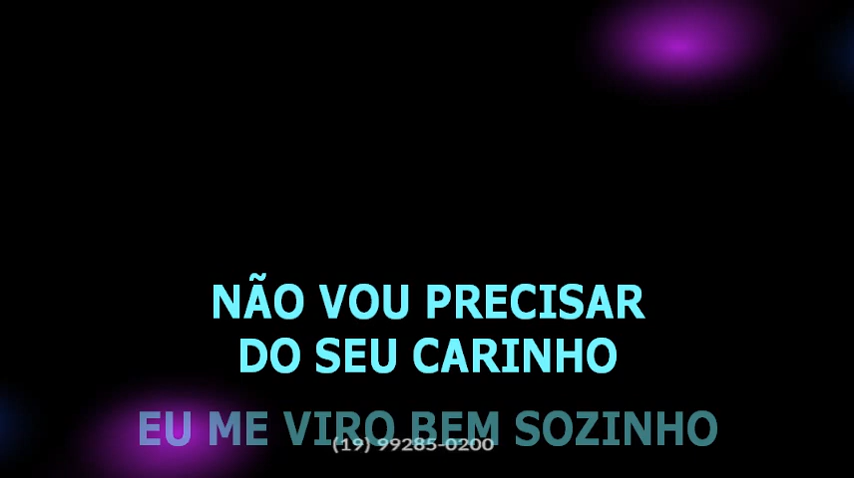 NÃO VOU PRECISAR
DO SEU CARINHO
EU ME VIRO BEM SOZINHO
(19) 99285-0200